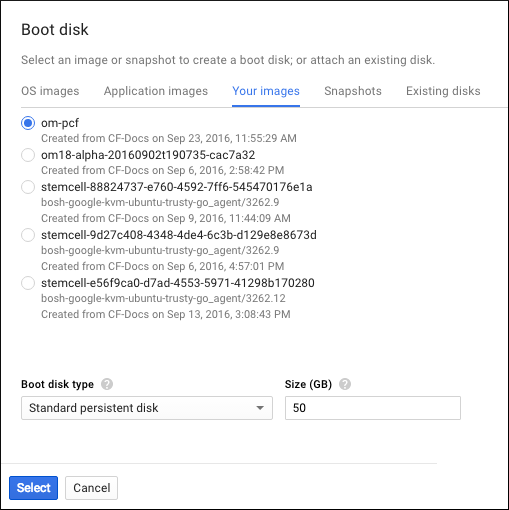 Boot disk
Select an image or snapshot to create a boot disk; or attach an existing disk.
OS images Application images Your images Snapshots Existing disks
om-pcf
Created from CF-Docs on Sep 23, 2016, 11:55:29 AM
om18-alpha-20160902t190735-cac7a32
Created from CF-Docs on Sep 6, 2016, 2:58:42 PM
stemcell-88824737-e760-4592-7ff6-545470176e1a
bosh-google-kvm-ubuntu-trusty-go_agent/3262.9
Created from CF-Docs on Sep 9, 2016, 11:44:09 AM
stemcell-9d27c408-4348-4de4-6c3b-d129e8e8673d
bosh-google-kvm-ubuntu-trusty-go_agent/3262.9
Created from CF-Docs on Sep 6, 2016, 4:57:01 PM
stemcell-e56f9ca0-d7ad-4553-5971-41298b170280
bosh-google-kvm-ubuntu-trusty-go_agent/3262.12
Created from CF-Docs on Sep 13, 2016, 3:08:43 PM
Boot disk type ? Size (GB) ?
Standard persistent disk 50
Select Cancel